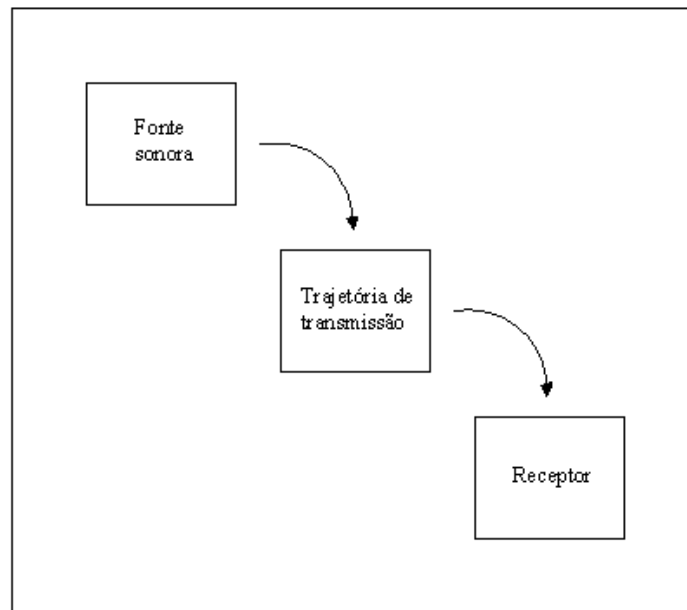 Fonte
sonora
Trajetória de
transmissão
Receptor